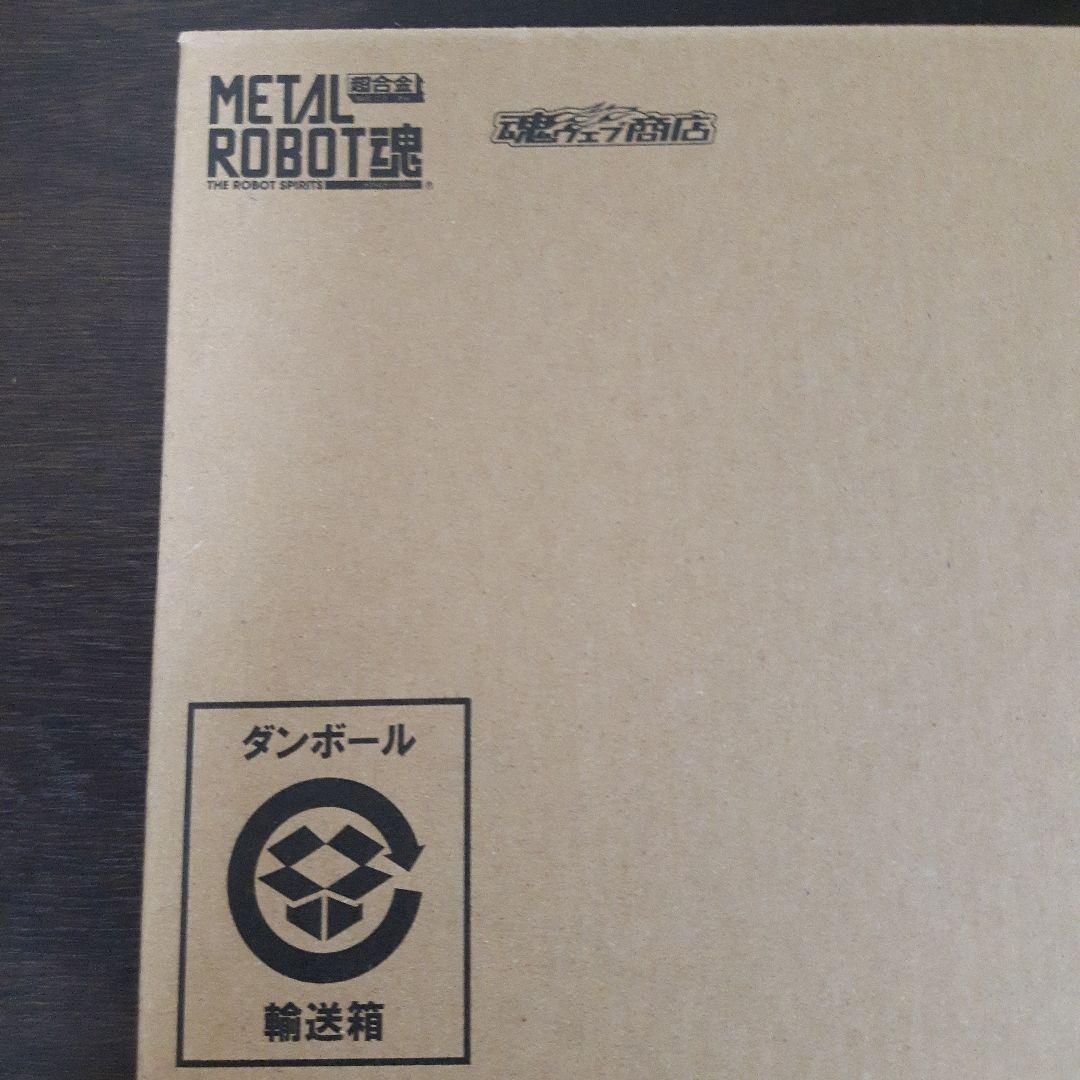 METAL 超合金
ROBOT魂
THE ROBOT SPIRITS
®
魂ウェブ商店
ダンボール
輸送箱